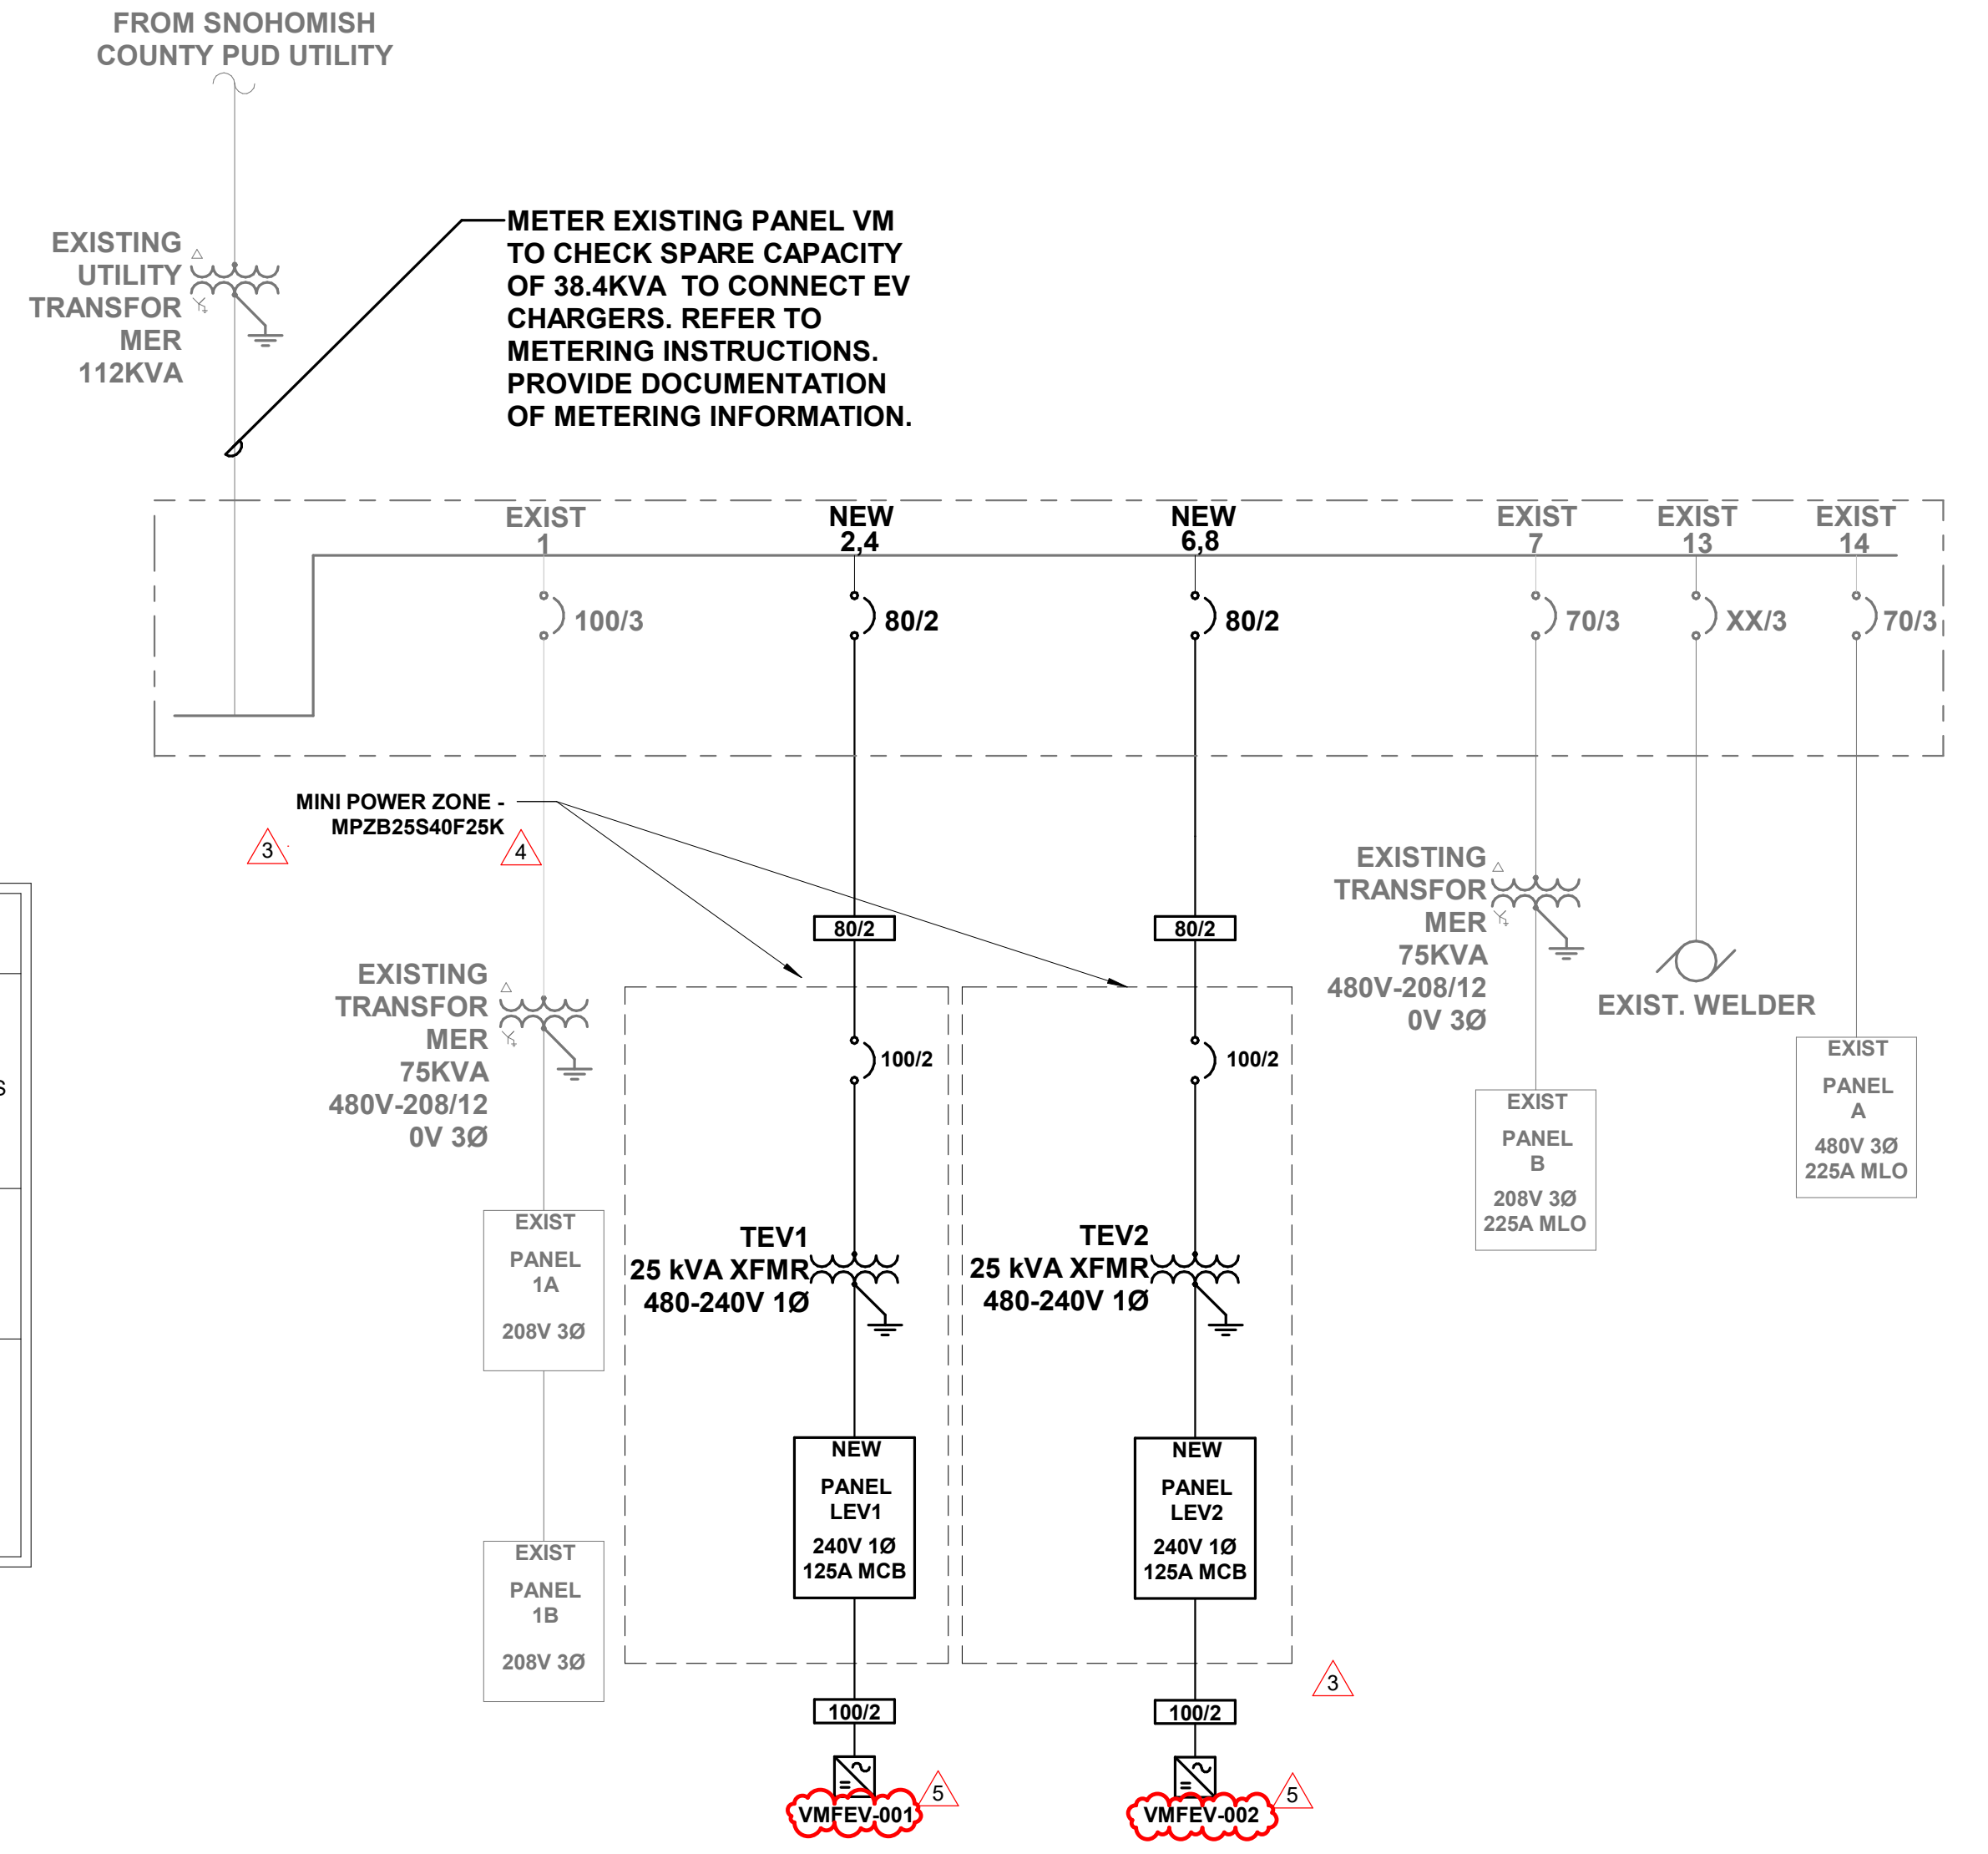 FROM SNOHOMISH
COUNTY PUD UTILITY
EXISTING
UTILITY
TRANSFOR
MER
112KVA
METER EXISTING PANEL VM
TO CHECK SPARE CAPACITY
OF 38.4KVA TO CONNECT EV
CHARGERS. REFER TO
METERING INSTRUCTIONS.
PROVIDE DOCUMENTATION
OF METERING INFORMATION.
EXIST
1
NEW
2,4
NEW
6,8
EXIST
7
EXIST
13
EXIST
14
100/3
80/2
80/2
70/3
XX/3
70/3
MINI POWER ZONE -
MPZB25S40F25K
3
4
80/2
80/2
EXISTING
TRANSFOR
MER
75KVA
480V-208/12
0V 3Ø
EXISTING
TRANSFOR
MER
75KVA
480V-208/12
0V 3Ø
EXIST. WELDER
100/2
100/2
EXIST
PANEL
A
480V 3Ø
225A MLO
EXIST
PANEL
B
208V 3Ø
225A MLO
S
EXIST
PANEL
1A
208V 3Ø
TEV1
25 kVA XFMR
480-240V 1Ø
TEV2
25 kVA XFMR
480-240V 1Ø
NEW
PANEL
LEV1
240V 1Ø
125A MCB
NEW
PANEL
LEV2
240V 1Ø
125A MCB
EXIST
PANEL
1B
208V 3Ø
3
100/2
100/2
VMFEV-001
5
VMFEV-002
5